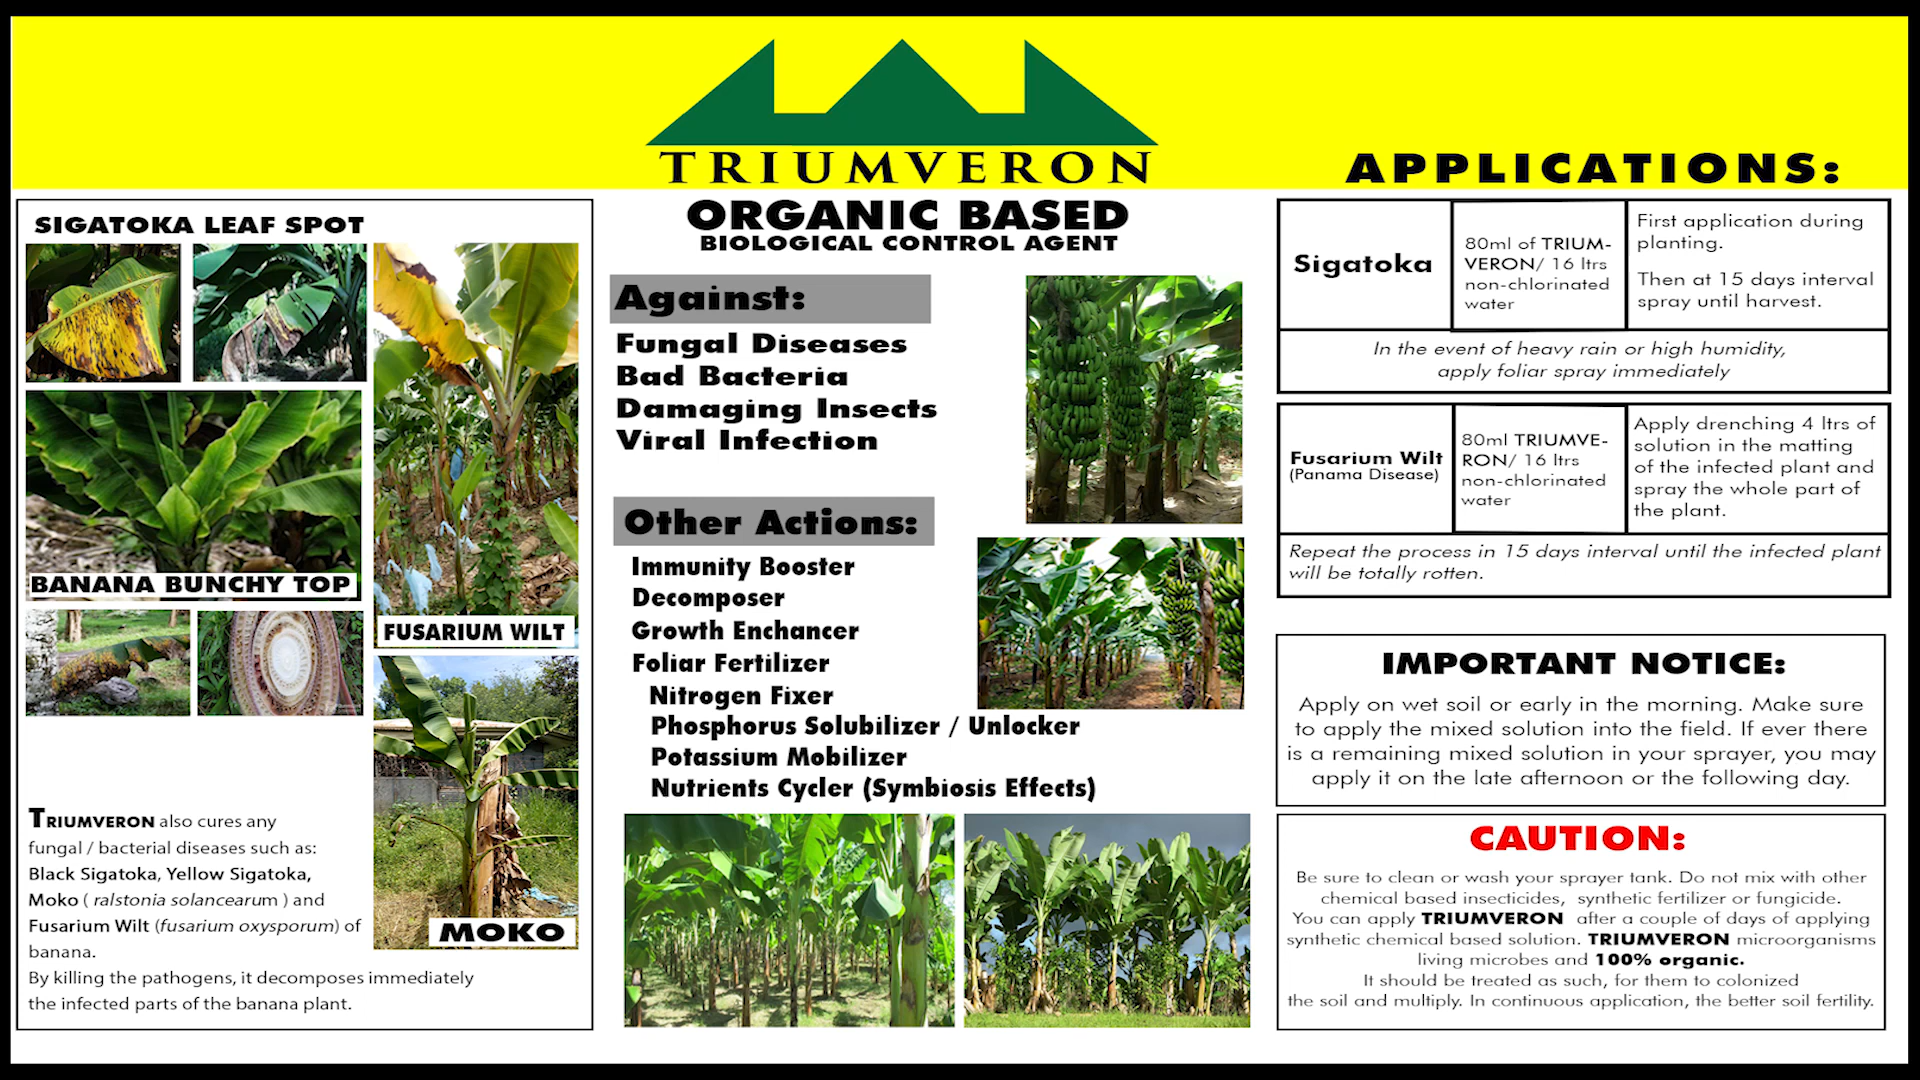 TRIUMVERON
ORGANIC BASED
BIOLOGICAL CONTROL AGENT
SIGATOKA LEAF SPOT
BANANA BUNCHY TOP
FUSARIUM WILT
MOKO
TRIUMVERON also cures any
fungal / bacterial diseases such as:
Black Sigatoka, Yellow Sigatoka,
Moko ( ralstonia solancearum ) and
Fusarium Wilt (fusarium oxysporum) of
banana.
By killing the pathogens, it decomposes immediately
the infected parts of the banana plant.
Against:
Fungal Diseases
Bad Bacteria
Damaging Insects
Viral Infection
Other Actions:
Immunity Booster
Decomposer
Growth Enchancer
Foliar Fertilizer
Nitrogen Fixer
Phosphorus Solubilizer / Unlocker
Potassium Mobilizer
Nutrients Cycler (Symbiosis Effects)
APPLICATIONS:
Sigatoka
80ml of TRIUM-
VERON/ 16 ltrs
non-chlorinated
water
First application during
planting.
Then at 15 days interval
spray until harvest.
In the event of heavy rain or high humidity,
apply foliar spray immediately
Fusarium Wilt
(Panama Disease)
80ml TRIUMVE-
RON/ 16 ltrs
non-chlorinated
water
Apply drenching 4 ltrs of
solution in the matting
of the infected plant and
spray the whole part of
the plant.
Repeat the process in 15 days interval until the infected plant
will be totally rotten.
IMPORTANT NOTICE:
Apply on wet soil or early in the morning. Make sure
to apply the mixed solution into the field. If ever there
is a remaining mixed solution in your sprayer, you may
apply it on the late afternoon or the following day.
CAUTION:
Be sure to clean or wash your sprayer tank. Do not mix with other
chemical based insecticides, synthetic fertilizer or fungicide.
You can apply TRIUMVERON after a couple of days of applying
synthetic chemical based solution. TRIUMVERON microorganisms
living microbes and 100% organic.
It should be treated as such, for them to colonized
the soil and multiply. In continuous application, the better soil fertility.